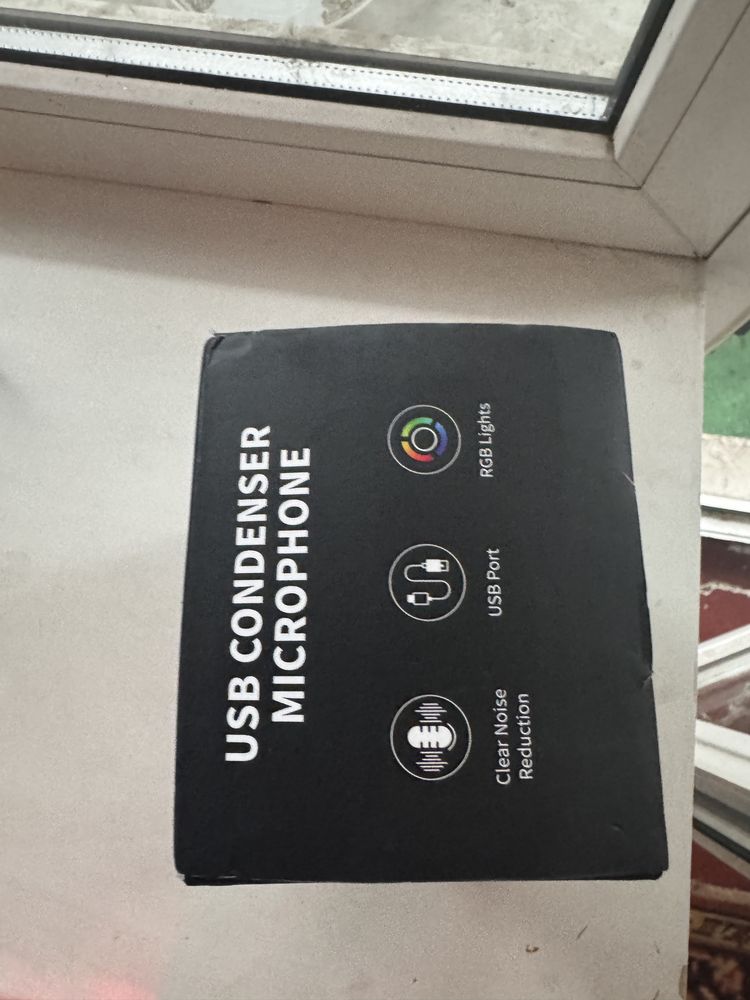 USB CONDENSER
MICROPHONE
Clear Noise
Reduction
USB Port
RGB Lights